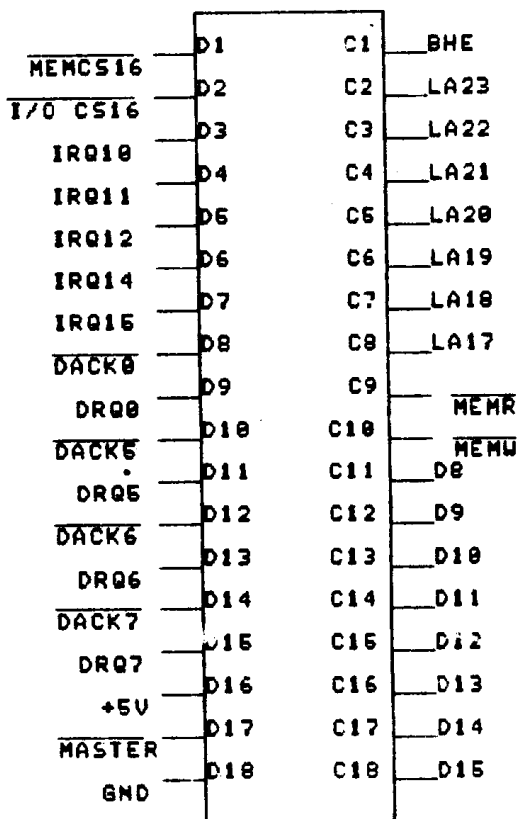 D1 C1 BHE
MEMCS16
D2 C2 LA23
I/O CS16
D3 C3 LA22
IRQ10
D4 C4 LA21
IRQ11
D5 C5 LA20
IRQ12
D6 C6 LA19
IRQ14
D7 C7 LA18
IRQ15
D8 C8 LA17
DACK0
D9 C9
DRQ0 MEMR
D10 C10
DACK5 MEMW
D11 C11 D8
DRQ5
D12 C12 D9
DACK6
D13 C13 D10
DRQ6
D14 C14 D11
DACK7
D15 C15 D12
DRQ7
D16 C16 D13
+5V
D17 C17 D14
MASTER
D18 C18 D15
GND